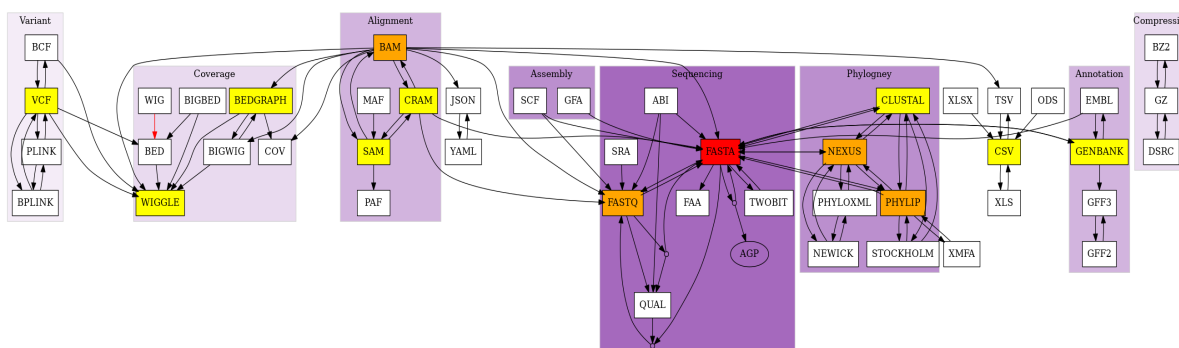 Variant
Alignment
Compressi
BCF
BAM
BZ2
Coverage
Assembly
Sequencing
Phylogney
Annotation
VCF
WIG
BIGBED
BEDGRAPH
MAF
CRAM
JSON
SCF
GFA
ABI
CLUSTAL
XLSX
TSV
ODS
EMBL
GZ
PLINK
BED
BIGWIG
COV
SAM
YAML
SRA
FASTA
NEXUS
CSV
GENBANK
DSRC
BPLINK
WIGGLE
PAF
FASTQ
FAA
TWOBIT
PHYLOXML
PHYLIP
XLS
GFF3
AGP
NEWICK
STOCKHOLM
XMFA
GFF2
QUAL